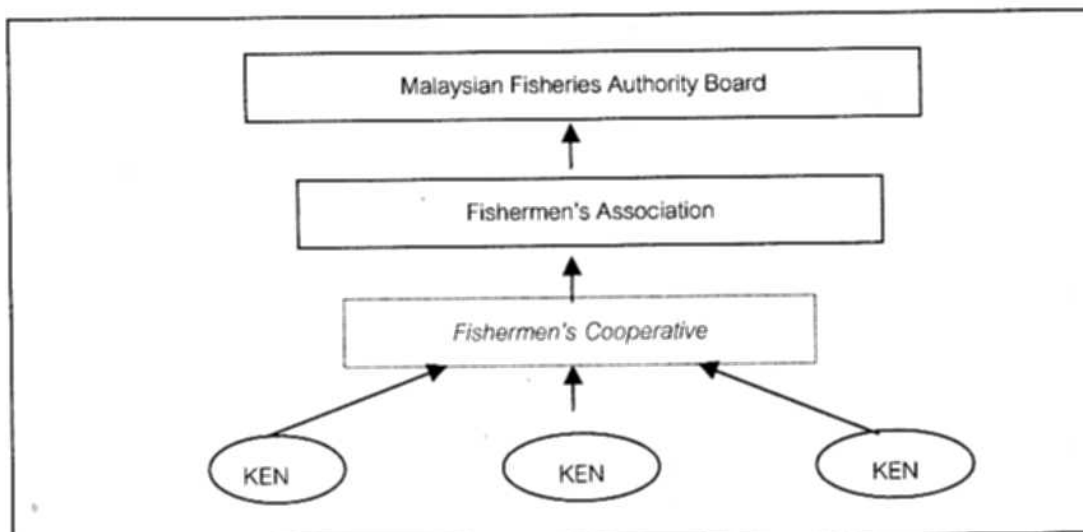 Malaysian Fisheries Authority Board
Fishermen's Association
Fishermen's Cooperative
KEN
KEN
KEN